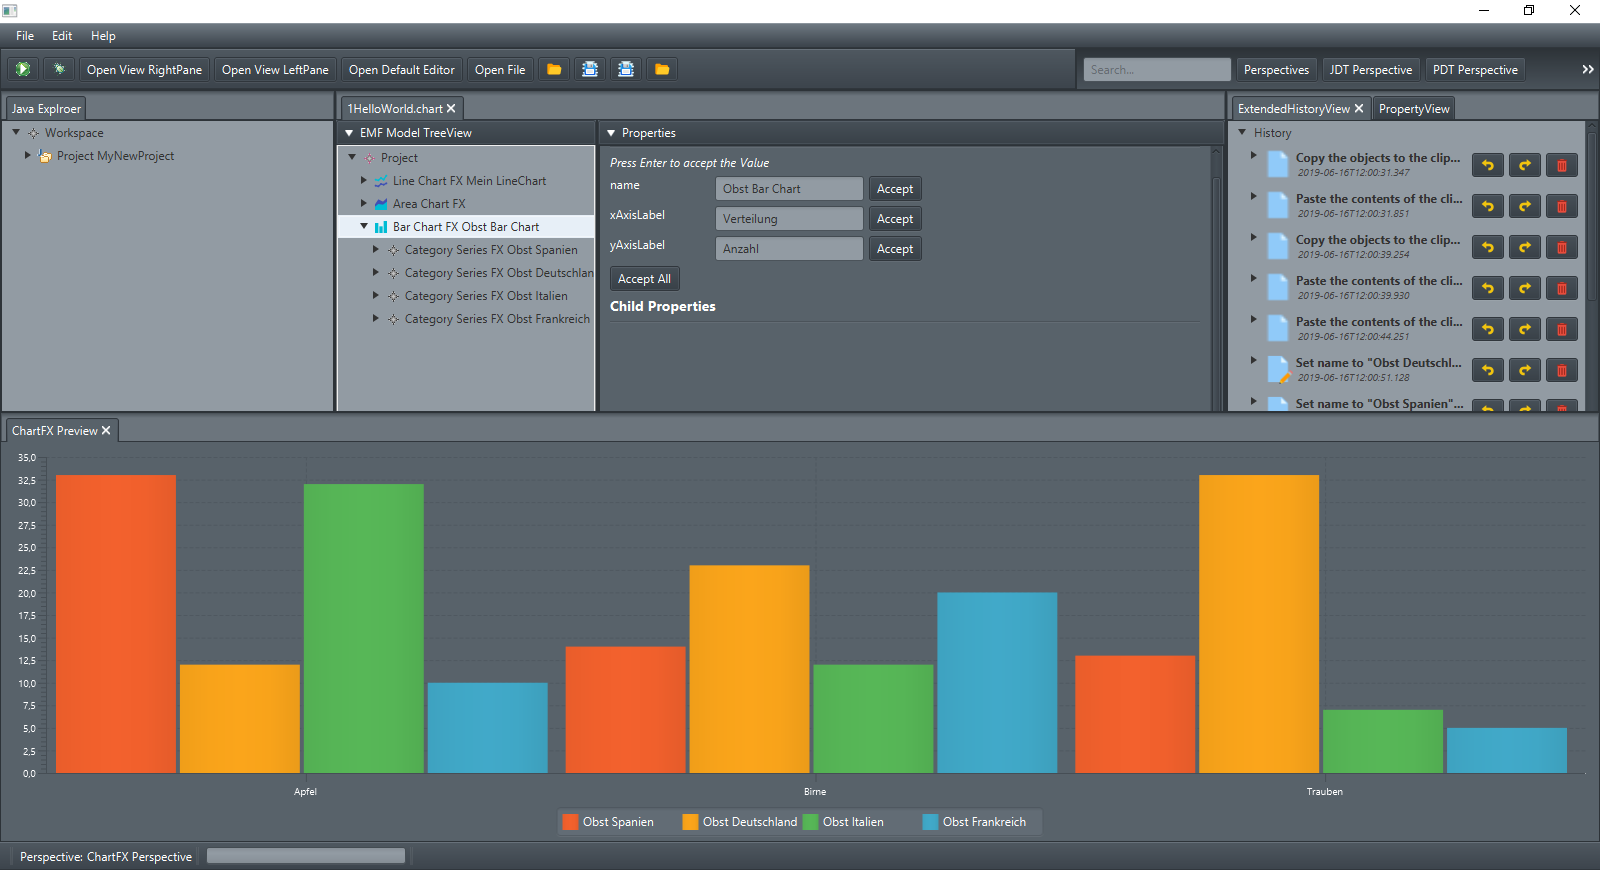 File Edit Help
Open View RightPane Open View LeftPane Open Default Editor Open File Search... Perspectives JDT Perspective PDT Perspective
Java Explroer
Workspace
Project MyNewProject
1HelloWorld.chart
EMF Model TreeView
Project
Line Chart FX Mein LineChart
Area Chart FX
Bar Chart FX Obst Bar Chart
Category Series FX Obst Spanien
Category Series FX Obst Deutschlan
Category Series FX Obst Italien
Category Series FX Obst Frankreich
Properties
Press Enter to accept the Value
name Obst Bar Chart Accept
xAxisLabel Verteilung Accept
yAxisLabel Anzahl Accept
Accept All
Child Properties
ExtendedHistoryView PropertyView
History
Copy the objects to the clip...
2019-06-16T12:00:31.347
Paste the contents of the cli...
2019-06-16T12:00:31.851
Copy the objects to the clip...
2019-06-16T12:00:39.254
Paste the contents of the cli...
2019-06-16T12:00:39.930
Paste the contents of the cli...
2019-06-16T12:00:44.251
Set name to "Obst Deutschl...
2019-06-16T12:00:51.128
Set name to "Obst Spanien"...
ChartFX Preview
35,0
32,5
30,0
27,5
25,0
22,5
20,0
17,5
15,0
12,5
10,0
7,5
5,0
2,5
0,0
Apfel Birne Trauben
Obst Spanien Obst Deutschland Obst Italien Obst Frankreich
Perspective: ChartFX Perspective